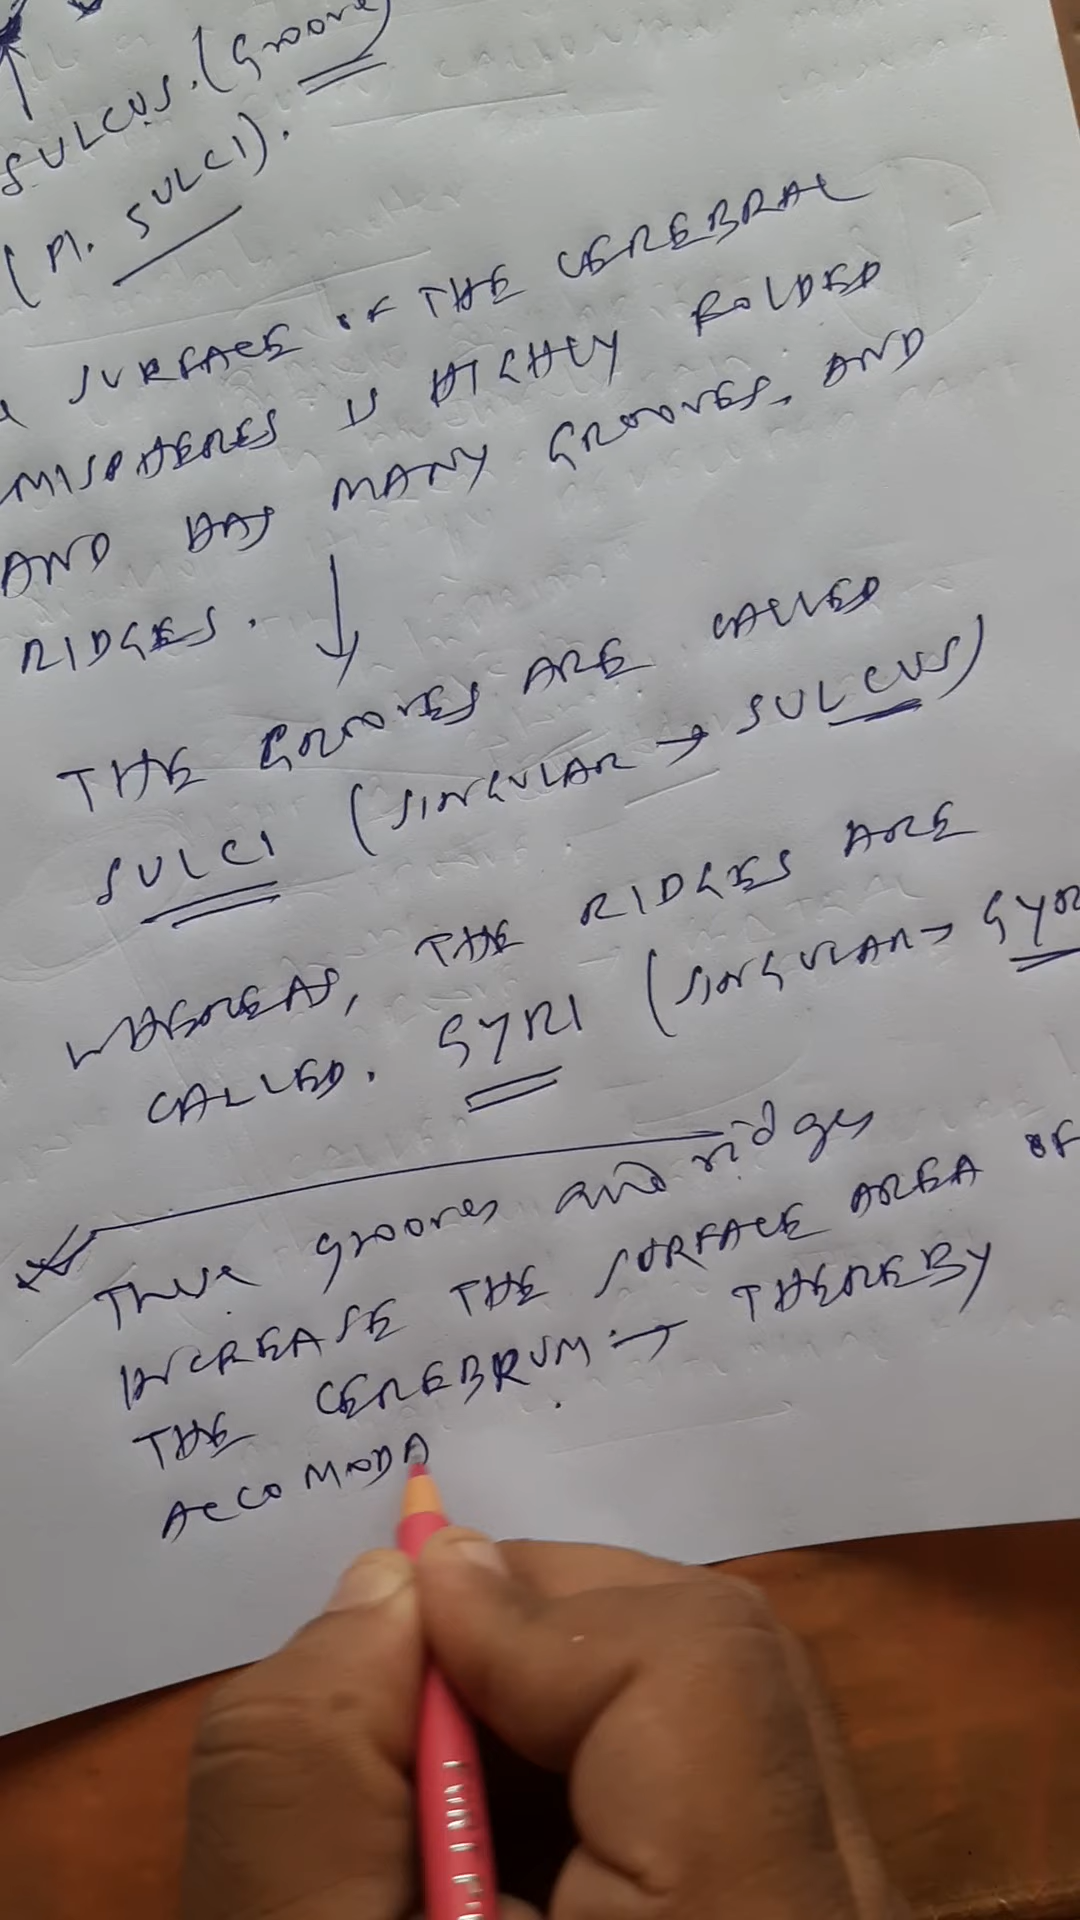 SULCUS. (Groove)
(Pl. SULCI).
SURFACE OF THE CEREBRAL
MISPHERES IS HIGHLY FOLDED
AND HAS MANY GROOVES, AND
RIDGES.
THE GROOVES ARE CALLED
SULCI (SINGULAR → SULCUS)
WHEREAS, THE RIDGES ARE
CALLED. GYRI (SINGULAR → GYR
These grooves and ridges
INCREASE THE SURFACE AREA OF
THE CEREBRUM :→ THEREBY
ACCOMODA